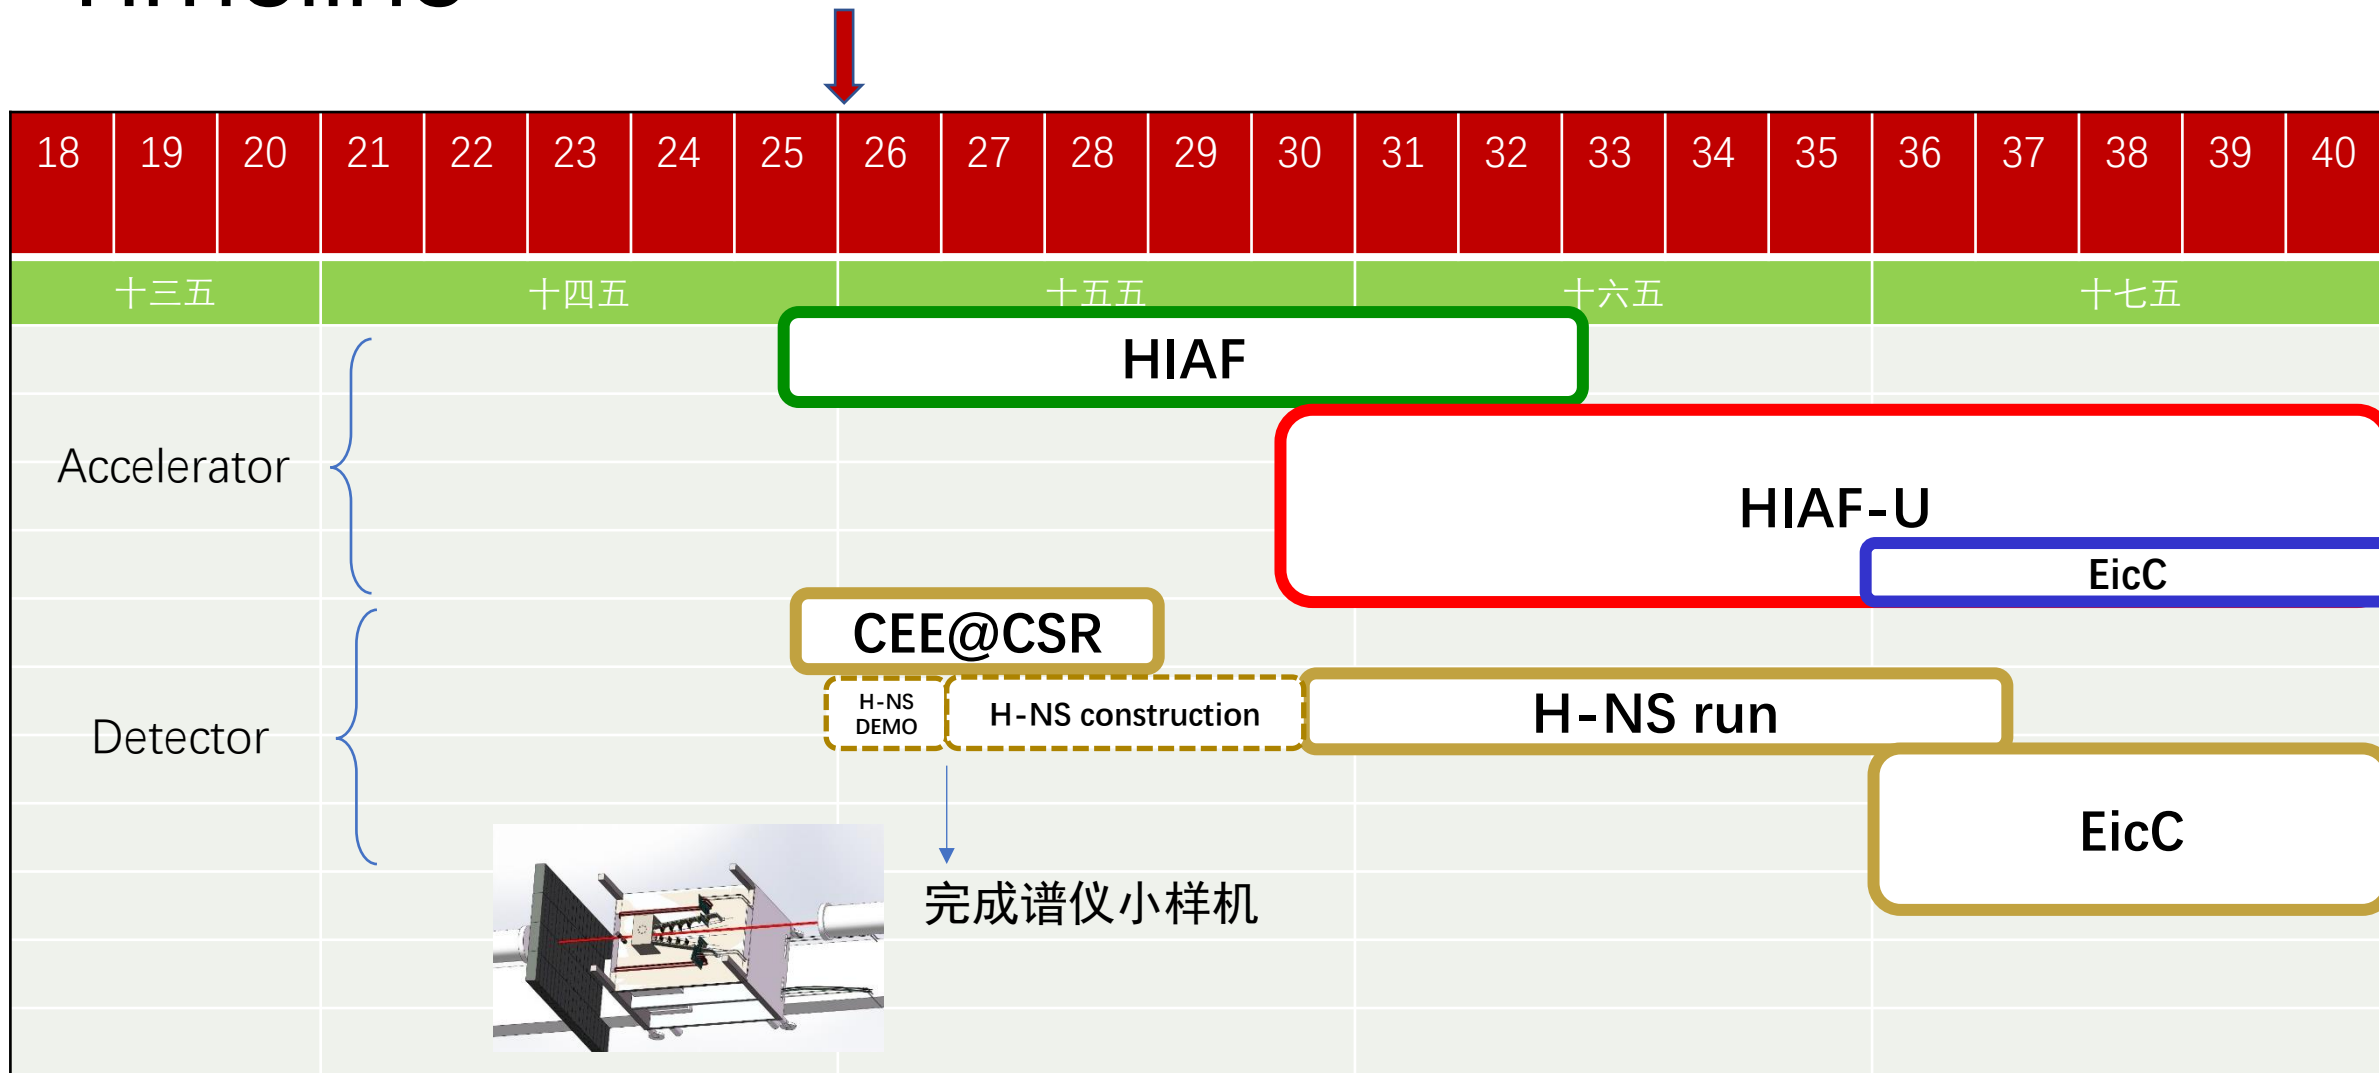 18 19 20 21 22 23 24 25 26 27 28 29 30 31 32 33 34 35 36 37 38 39 40
十三五 十四五 十五五 十六五 十七五
HIAF
Accelerator
HIAF-U
EicC
CEE@CSR
H-NS
DEMO
H-NS construction
H-NS run
Detector
EicC
完成谱仪小样机